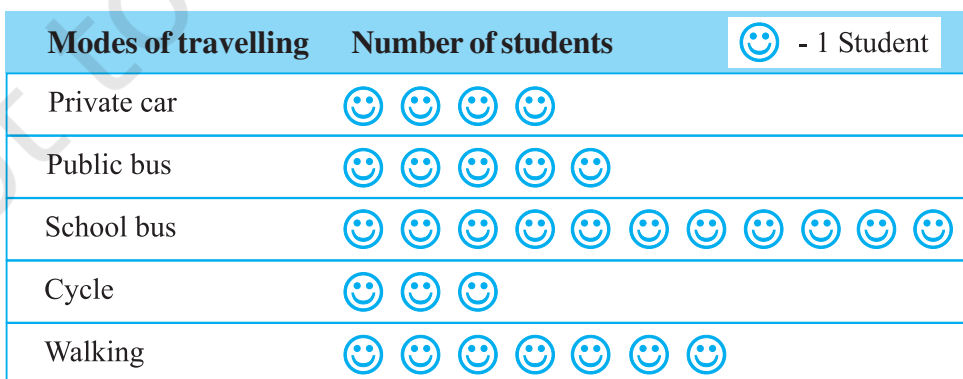 Modes of travelling Number of students - 1 Student
Private car
Public bus
School bus
Cycle
Walking